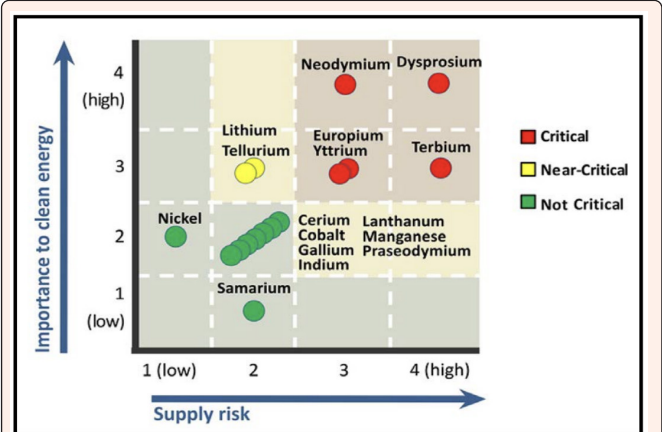 Importance to clean energy
4
(high)
3
2
1
(low)
Neodymium
Dysprosium
Lithium
Tellurium
Europium
Yttrium
Terbium
Nickel
Cerium
Cobalt
Gallium
Indium
Lanthanum
Manganese
Praseodymium
Samarium
1 (low)
2
3
4 (high)
Supply risk
Critical
Near-Critical
Not Critical